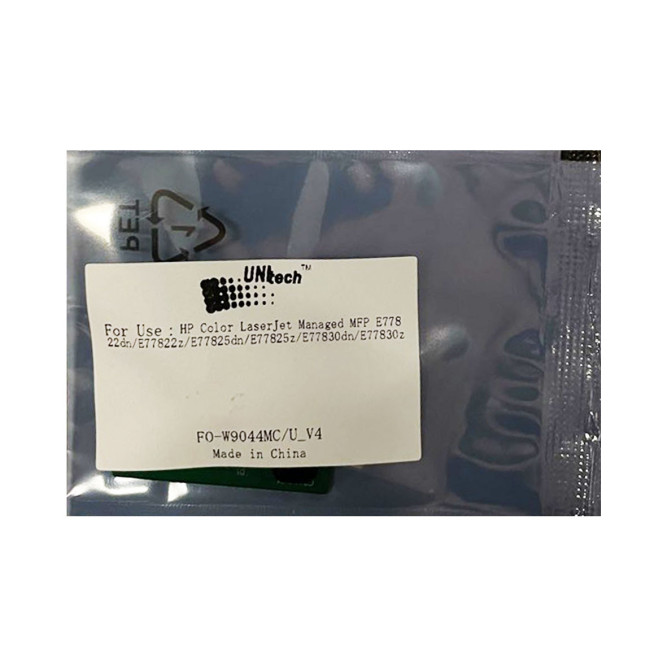 PET
1
UNItech™
For Use : HP Color LaserJet Managed MFP E778
22dn/E77822z/E77825dn/E77825z/E77830dn/E77830z
FO-W9044MC/U_V4
Made in China